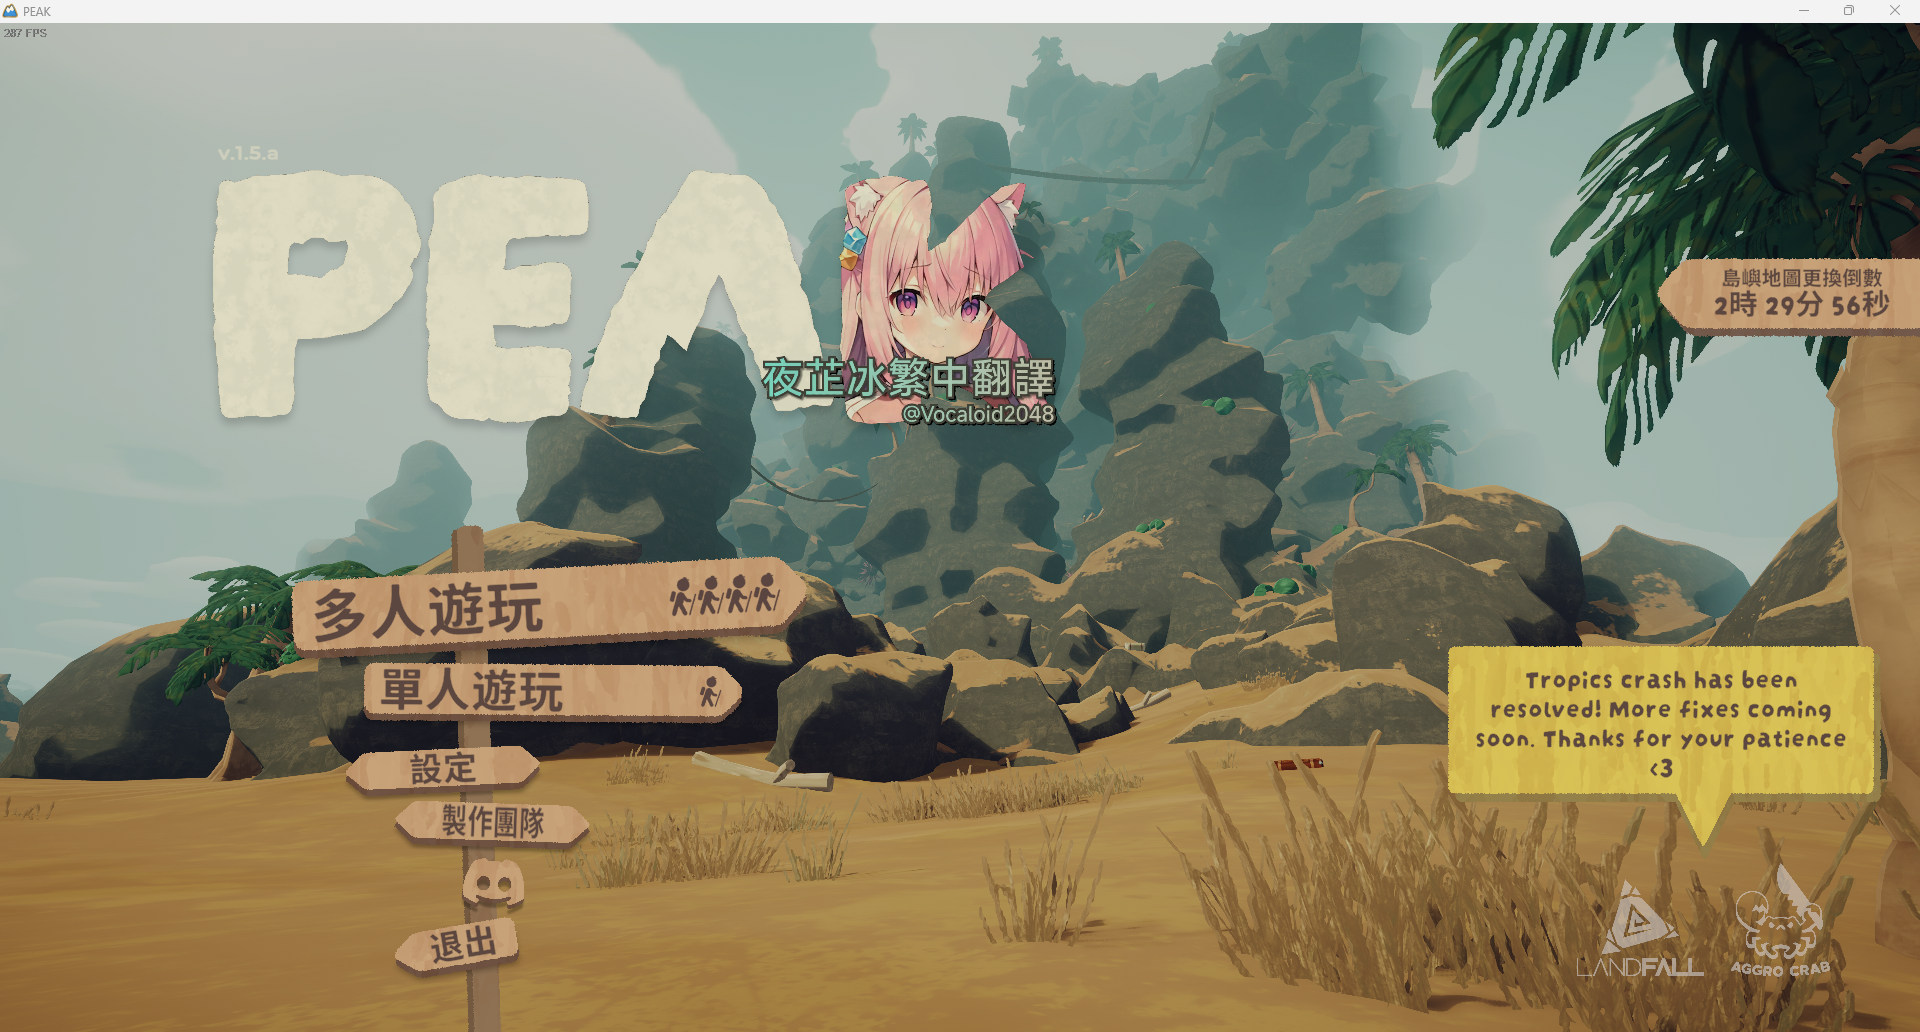 PEAK
287 FPS
v.1.5.a
PEAK
夜芷冰繁中翻譯
@Vocaloid2048
島嶼地圖更換倒數
2時 29分 56秒
多人遊玩
單人遊玩
設定
製作團隊
退出
Tropics crash has been
resolved! More fixes coming
soon. Thanks for your patience
<3
LANDFALL
AGGRO CRAB